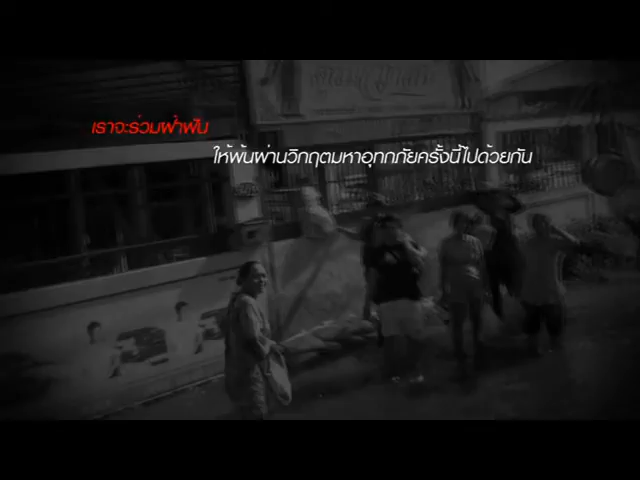 เราจะร่วมฝ่าฟัน
ให้พ้นผ่านวิกฤตมหาอุทกภัยครั้งนี้ไปด้วยกัน